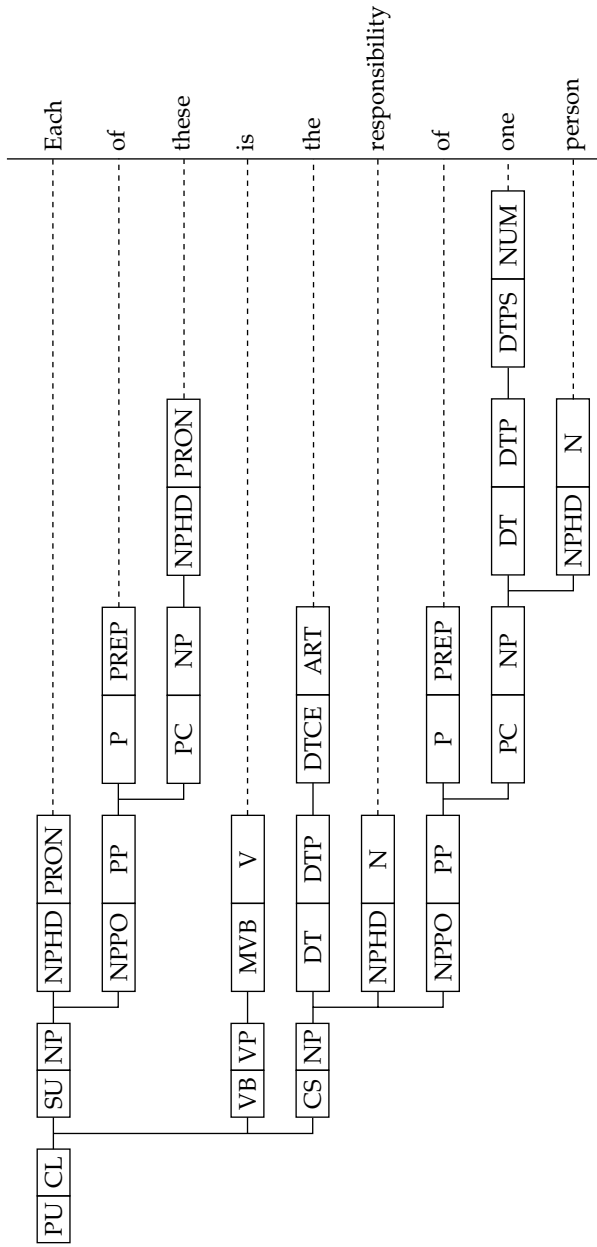 PU CL SU NP NPHD PRON Each
NPPO PP P PREP of
PC NP NPHD PRON these
VB VP MVB V is
CS NP DT DTP DTCE ART the
NPHD N responsibility
NPPO PP P PREP of
PC NP DT DTP DTPS NUM one
NPHD N person